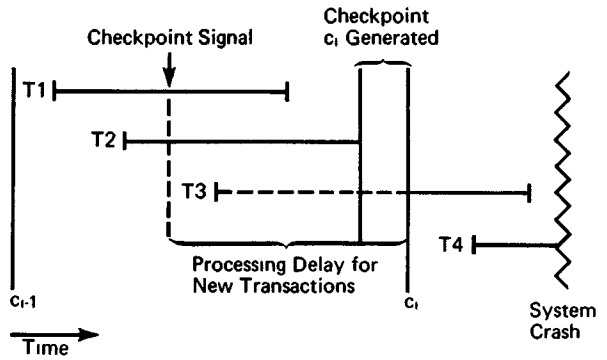 Checkpoint
cᵢ Generated
Checkpoint Signal
T1
T2
T3
T4
Processing Delay for
New Transactions
cᵢ₋₁
cᵢ
System
Crash
Time